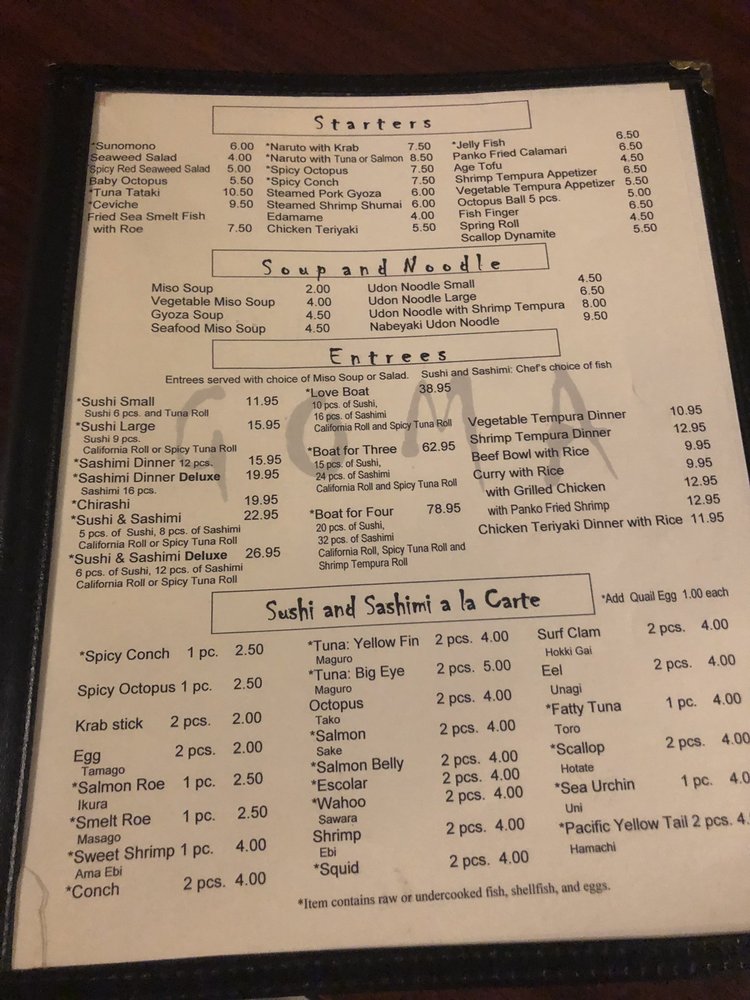 Starters
*Sunomono 6.00
Seaweed Salad 4.00
Spicy Red Seaweed Salad 5.00
Baby Octopus 5.50
*Tuna Tataki 10.50
*Ceviche 9.50
Fried Sea Smelt Fish
with Roe 7.50
*Naruto with Krab 7.50
*Naruto with Tuna or Salmon 8.50
*Spicy Octopus 7.50
*Spicy Conch 7.50
Steamed Pork Gyoza 6.00
Steamed Shrimp Shumai 6.00
Edamame 4.00
Chicken Teriyaki 5.50
*Jelly Fish 6.50
Panko Fried Calamari 6.50
Age Tofu 4.50
Shrimp Tempura Appetizer 6.50
Vegetable Tempura Appetizer 5.50
Octopus Ball 5 pcs. 5.00
Fish Finger 6.50
Spring Roll 4.50
Scallop Dynamite 5.50
Soup and Noodle
Miso Soup 2.00
Vegetable Miso Soup 4.00
Gyoza Soup 4.50
Seafood Miso Soup 4.50
Udon Noodle Small 4.50
Udon Noodle Large 6.50
Udon Noodle with Shrimp Tempura 8.00
Nabeyaki Udon Noodle 9.50
Entrees
Entrees served with choice of Miso Soup or Salad. Sushi and Sashimi: Chef's choice of fish
GOMA
*Sushi Small 11.95
Sushi 6 pcs. and Tuna Roll
*Sushi Large 15.95
Sushi 9 pcs.
California Roll or Spicy Tuna Roll
*Sashimi Dinner 12 pcs. 15.95
*Sashimi Dinner Deluxe 19.95
Sashimi 16 pcs.
*Chirashi 19.95
*Sushi & Sashimi 22.95
5 pcs. of Sushi, 8 pcs. of Sashimi
California Roll or Spicy Tuna Roll
*Sushi & Sashimi Deluxe 26.95
6 pcs. of Sushi, 12 pcs. of Sashimi
California Roll or Spicy Tuna Roll
*Love Boat 38.95
10 pcs. of Sushi,
16 pcs. of Sashimi
California Roll and Spicy Tuna Roll
*Boat for Three 62.95
15 pcs. of Sushi,
24 pcs. of Sashimi
California Roll and Spicy Tuna Roll
*Boat for Four 78.95
20 pcs. of Sushi,
32 pcs. of Sashimi
California Roll, Spicy Tuna Roll and
Shrimp Tempura Roll
Vegetable Tempura Dinner 10.95
Shrimp Tempura Dinner 12.95
Beef Bowl with Rice 9.95
Curry with Rice 9.95
with Grilled Chicken 12.95
with Panko Fried Shrimp 12.95
Chicken Teriyaki Dinner with Rice 11.95
Sushi and Sashimi a la Carte
*Add Quail Egg 1.00 each
*Spicy Conch 1 pc. 2.50
Spicy Octopus 1 pc. 2.50
Krab stick 2 pcs. 2.00
Egg 2 pcs. 2.00
Tamago
*Salmon Roe 1 pc. 2.50
Ikura
*Smelt Roe 1 pc. 2.50
Masago
*Sweet Shrimp 1 pc. 4.00
Ama Ebi
*Conch 2 pcs. 4.00
*Tuna: Yellow Fin 2 pcs. 4.00
Maguro
*Tuna: Big Eye 2 pcs. 5.00
Maguro
Octopus 2 pcs. 4.00
Tako
*Salmon 2 pcs. 4.00
Sake
*Salmon Belly 2 pcs. 4.00
*Escolar 2 pcs. 4.00
*Wahoo 2 pcs. 4.00
Sawara
Shrimp 2 pcs. 4.00
Ebi
*Squid 2 pcs. 4.00
Surf Clam 2 pcs. 4.00
Hokki Gai
Eel 2 pcs. 4.00
Unagi
*Fatty Tuna 1 pc. 4.00
Toro
*Scallop 2 pcs. 4.00
Hotate
*Sea Urchin 1 pc. 4.0
Uni
*Pacific Yellow Tail 2 pcs. 4.
Hamachi
*Item contains raw or undercooked fish, shellfish, and eggs.